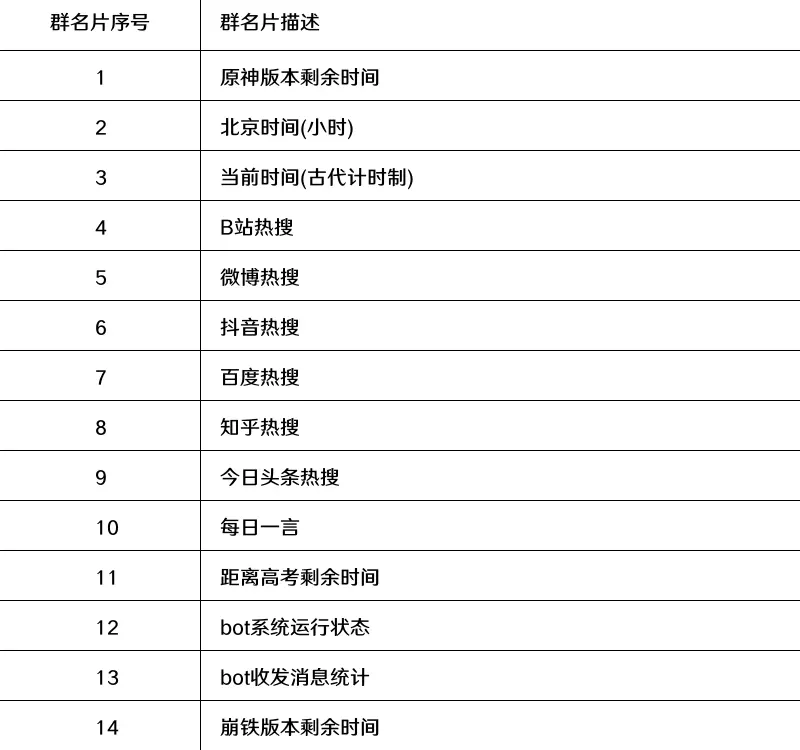 群名片序号 群名片描述
1 原神版本剩余时间
2 北京时间(小时)
3 当前时间(古代计时制)
4 B站热搜
5 微博热搜
6 抖音热搜
7 百度热搜
8 知乎热搜
9 今日头条热搜
10 每日一言
11 距离高考剩余时间
12 bot系统运行状态
13 bot收发消息统计
14 崩铁版本剩余时间